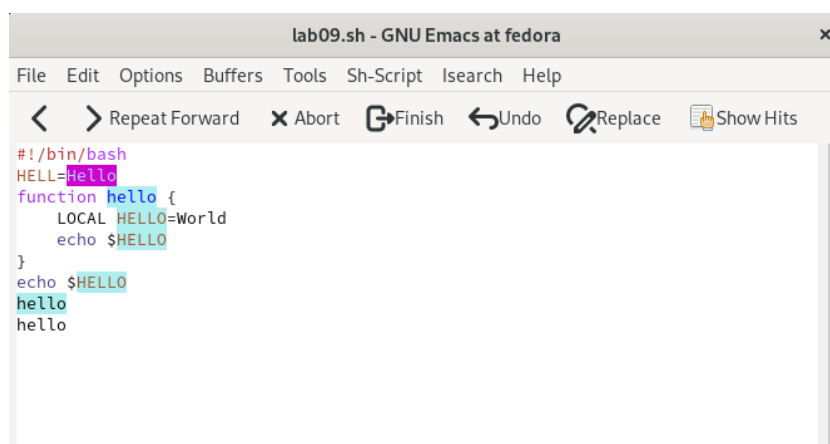 lab09.sh - GNU Emacs at fedora ×
File Edit Options Buffers Tools Sh-Script Isearch Help
Repeat Forward Abort Finish Undo Replace Show Hits
#!/bin/bash
HELL=Hello
function hello {
    LOCAL HELLO=World
    echo $HELLO
}
echo $HELLO
hello
hello